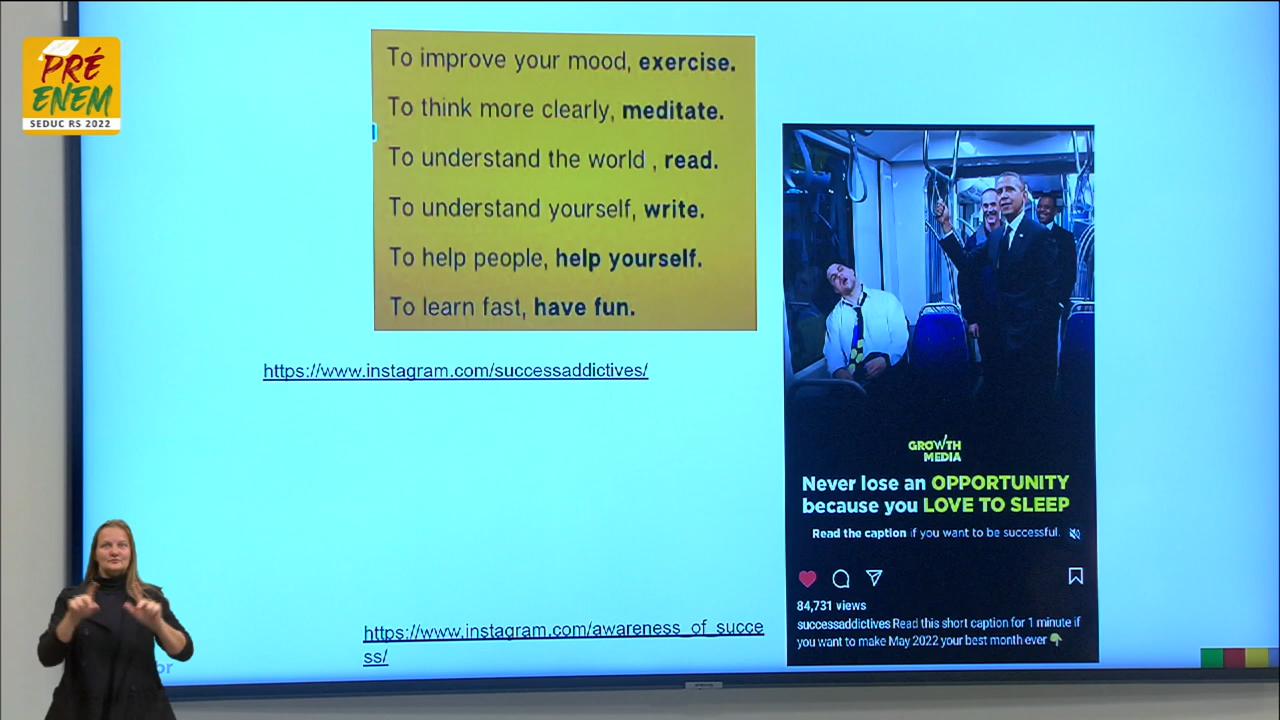 PRÉ
ENEM
SEDUC RS 2022
To improve your mood, exercise.
To think more clearly, meditate.
To understand the world , read.
To understand yourself, write.
To help people, help yourself.
To learn fast, have fun.
https://www.instagram.com/successaddictives/
https://www.instagram.com/awareness_of_succe
ss/
GROWTH
MEDIA
Never lose an OPPORTUNITY
because you LOVE TO SLEEP
Read the caption if you want to be successful.
84,731 views
successaddictives Read this short caption for 1 minute if
you want to make May 2022 your best month ever